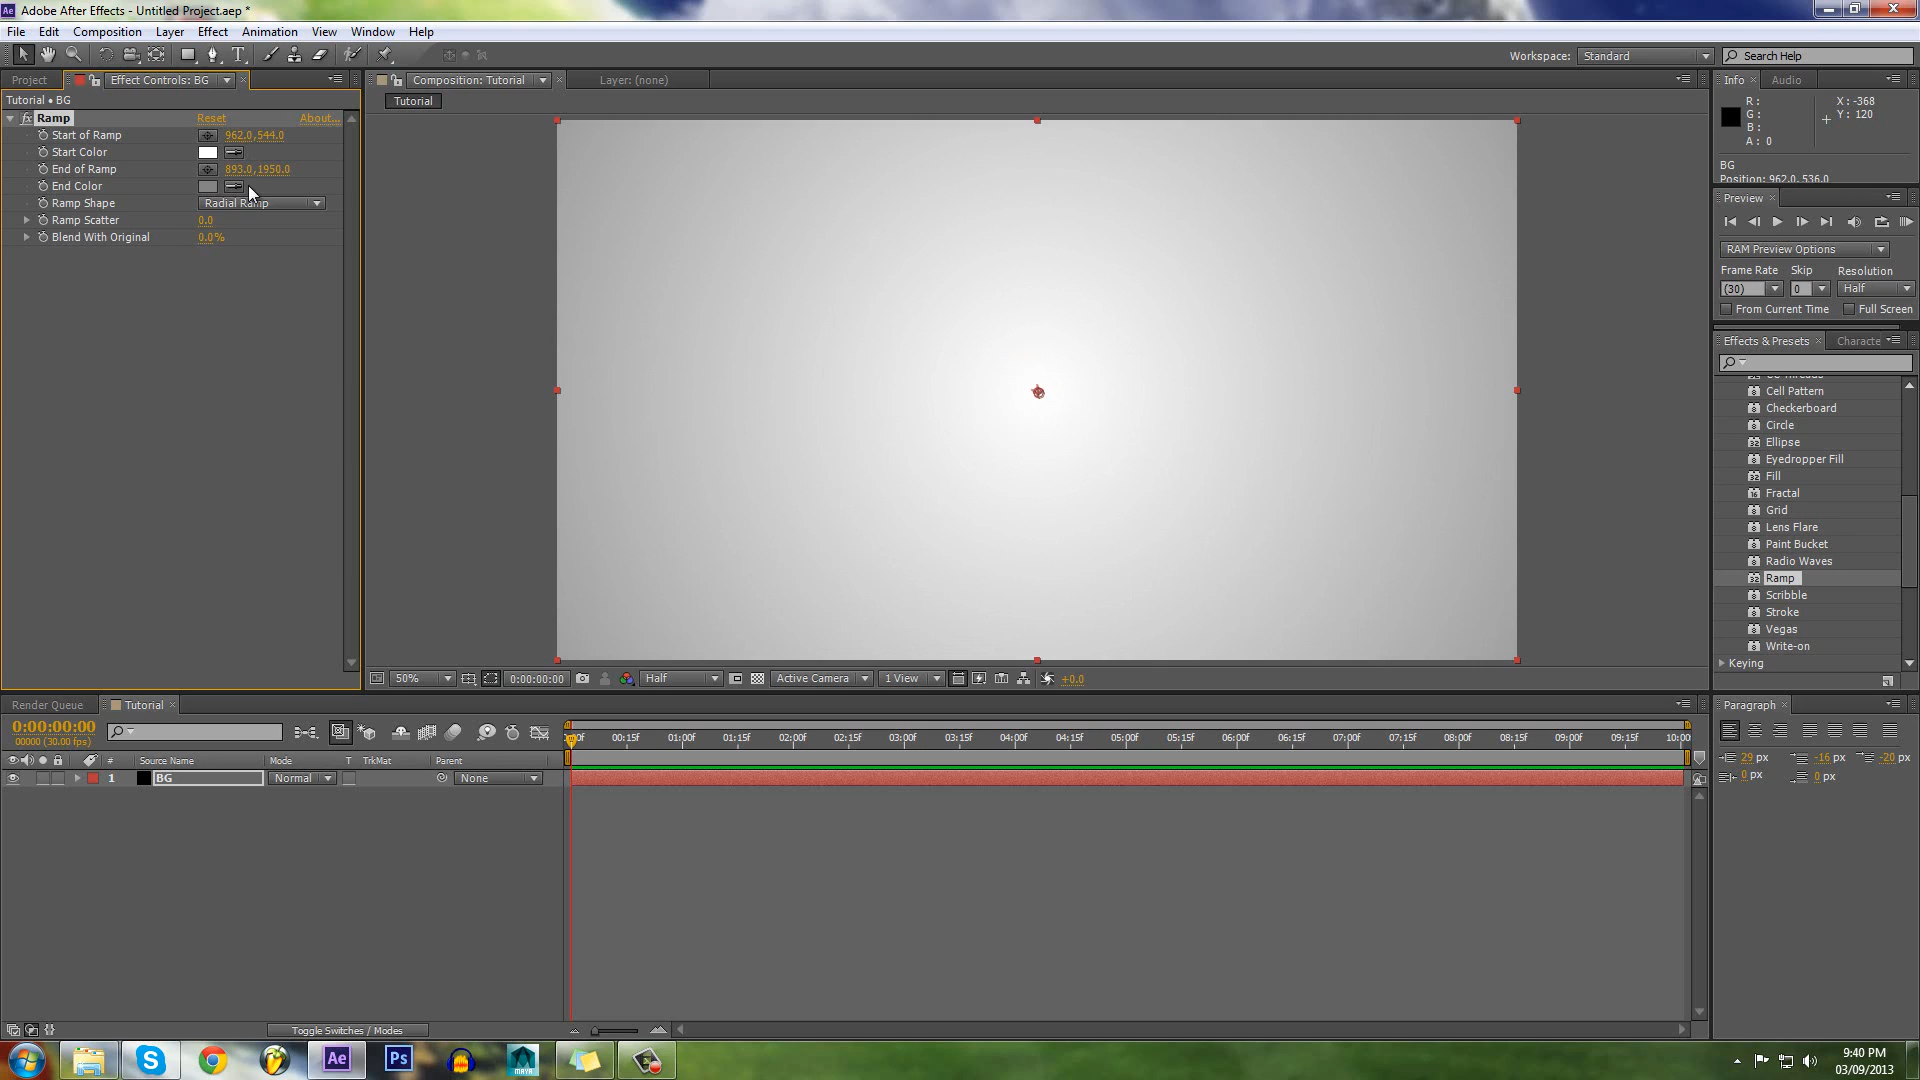 Ae Adobe After Effects - Untitled Project.aep *
File Edit Composition Layer Effect Animation View Window Help
Workspace: Standard Search Help
Project Effect Controls: BG Composition: Tutorial Layer: (none) Info Audio
Tutorial • BG
Tutorial
R: X: -368
G: Y: 120
B:
A: 0
fx Ramp Reset About...
Start of Ramp 962.0,544.0
Start Color
End of Ramp 893.0,1950.0
End Color
Ramp Shape Radial Ramp
Ramp Scatter 0.0
Blend With Original 0.0%
BG
Position: 962.0, 536.0
Preview
RAM Preview Options
Frame Rate Skip Resolution
(30) 0 Half
From Current Time Full Screen
Effects & Presets Characte
Cell Pattern
Checkerboard
Circle
Ellipse
Eyedropper Fill
Fill
Fractal
Grid
Lens Flare
Paint Bucket
Radio Waves
Ramp
Scribble
Stroke
Vegas
Write-on
Keying
50% 0:00:00:00 Half Active Camera 1 View +0.0
Render Queue Tutorial Paragraph
0:00:00:00
00000 (30.00 fps)
00:15f 01:00f 01:15f 02:00f 02:15f 03:00f 03:15f 04:00f 04:15f 05:00f 05:15f 06:00f 06:15f 07:00f 07:15f 08:00f 08:15f 09:00f 09:15f 10:00
# Source Name Mode T TrkMat Parent
1 BG Normal None
29 px -16 px -20 px
0 px 0 px
Toggle Switches / Modes
Ae Ps MAYA
9:40 PM
03/09/2013